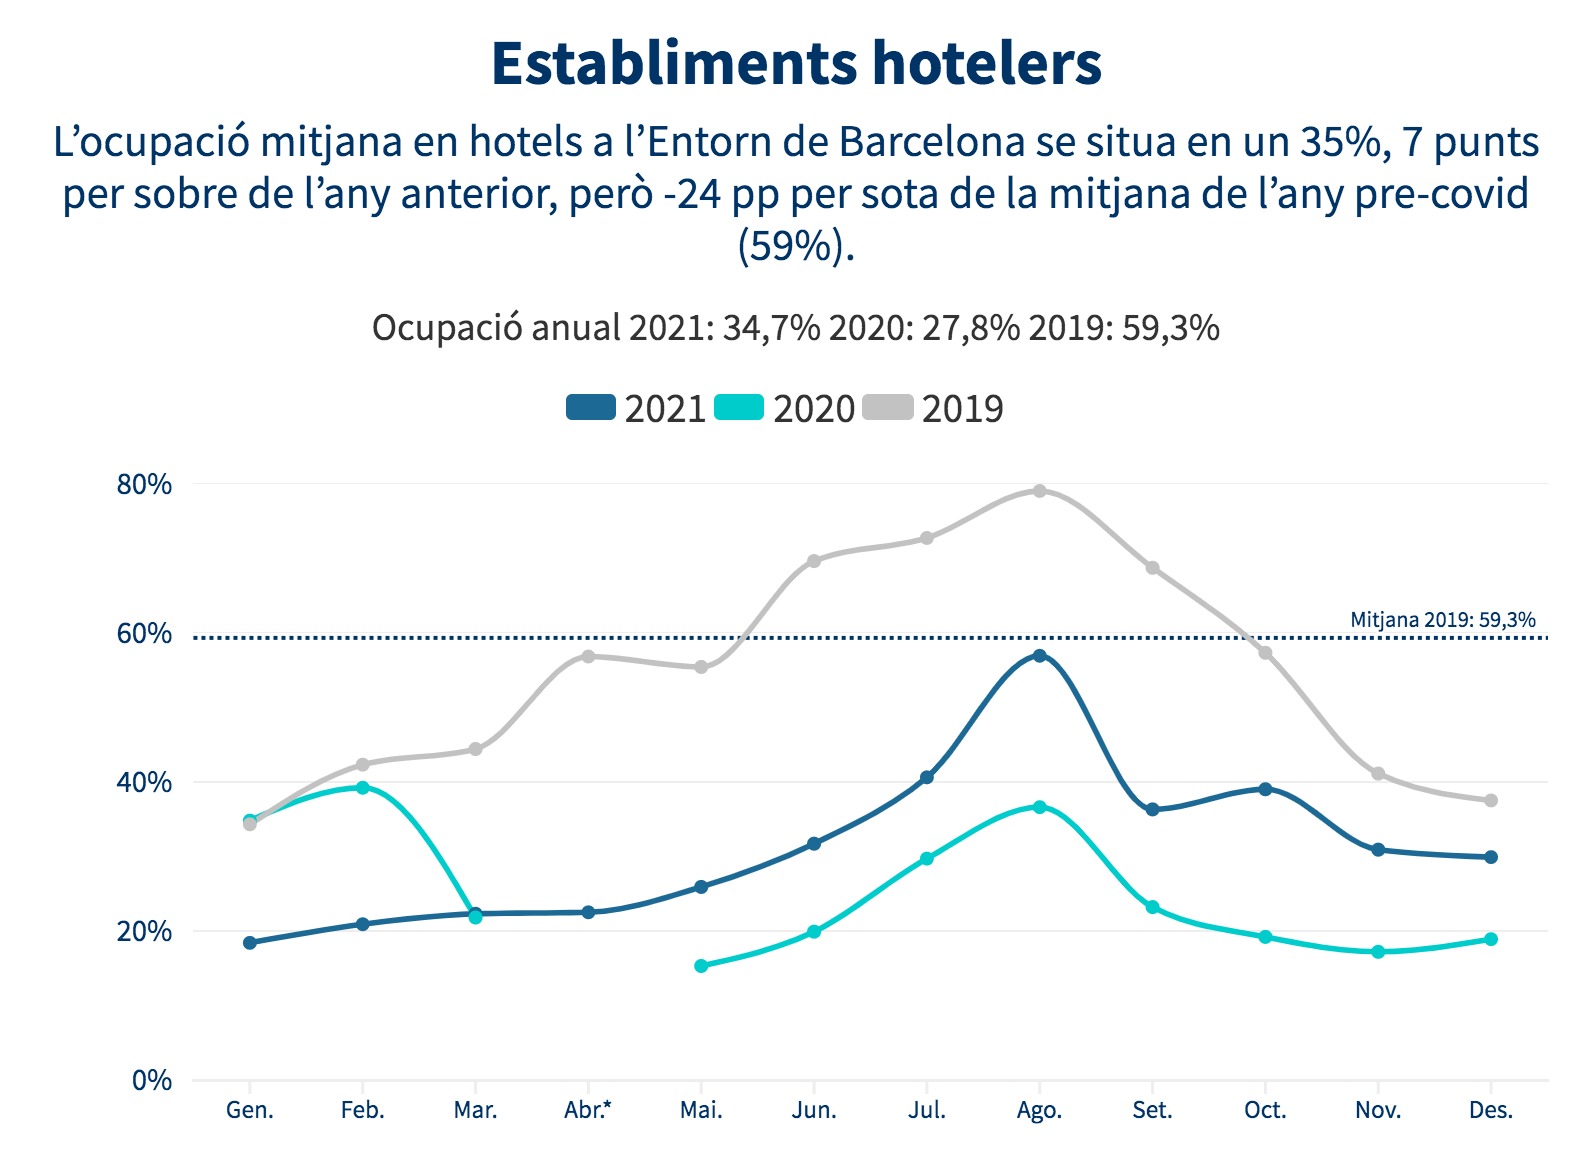 Establiments hotelers
L’ocupació mitjana en hotels a l’Entorn de Barcelona se situa en un 35%, 7 punts
per sobre de l’any anterior, però -24 pp per sota de la mitjana de l’any pre-covid
(59%).
Ocupació anual 2021: 34,7% 2020: 27,8% 2019: 59,3%
2021 2020 2019
80%
60%
Mitjana 2019: 59,3%
40%
20%
0%
Gen. Feb. Mar. Abr.* Mai. Jun. Jul. Ago. Set. Oct. Nov. Des.